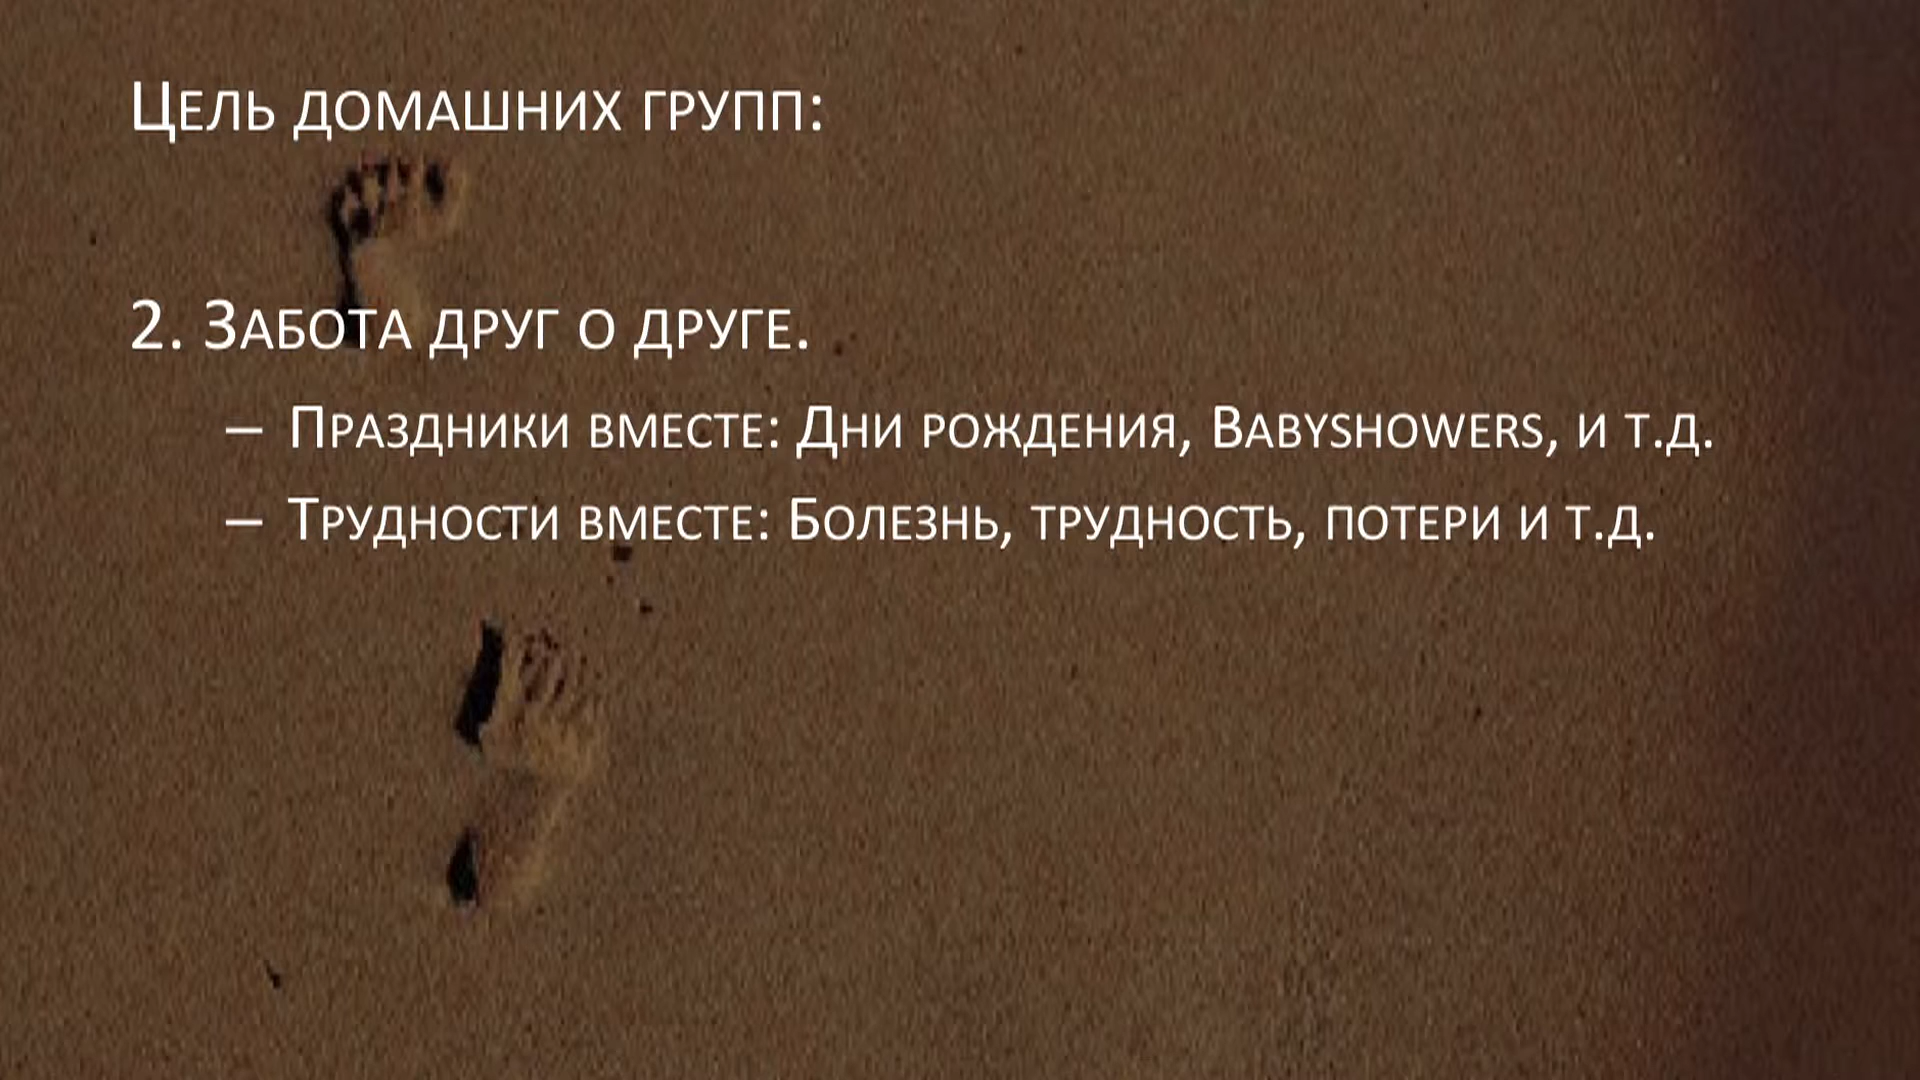 Цель домашних групп:
2. Забота друг о друге.
– Праздники вместе: Дни рождения, Babyshowers, и т.д.
– Трудности вместе: Болезнь, трудность, потери и т.д.